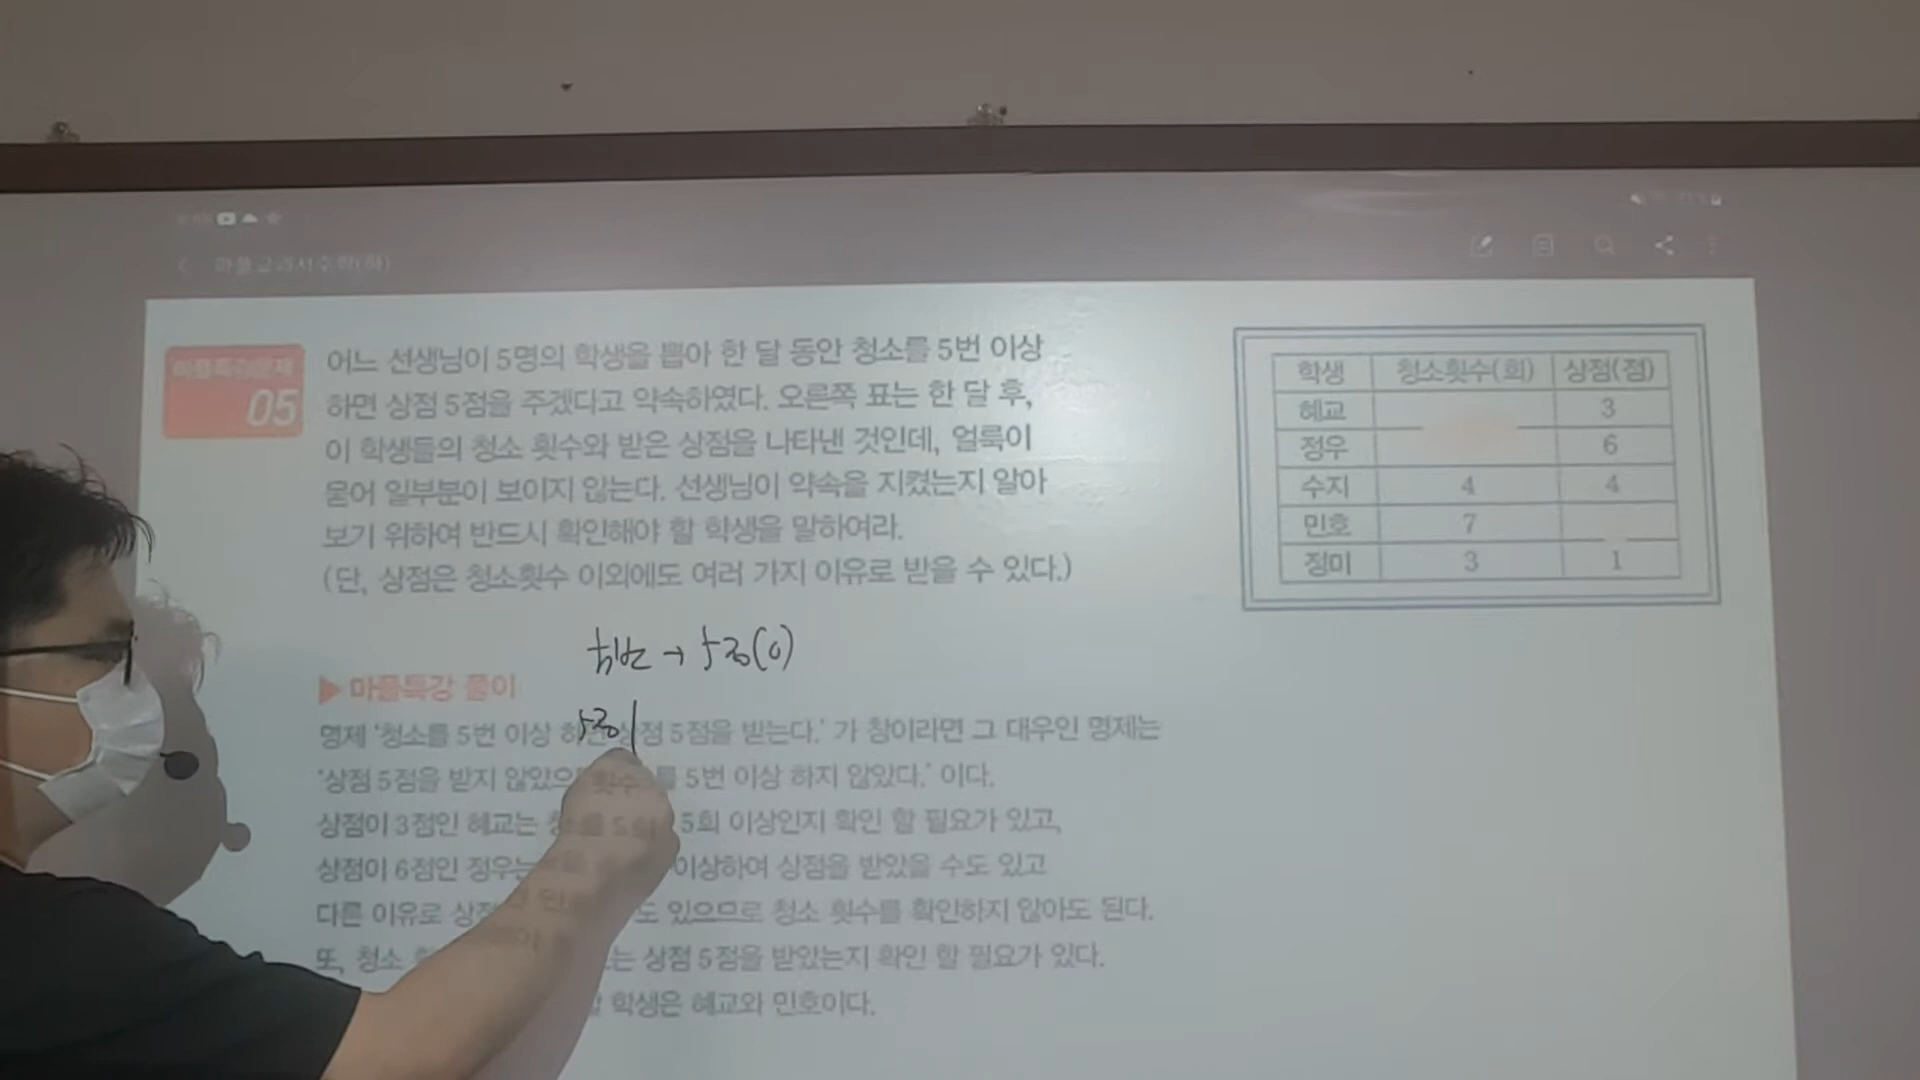 마플교과서수학(하)
마플특강문제
05
어느 선생님이 5명의 학생을 뽑아 한 달 동안 청소를 5번 이상
하면 상점 5점을 주겠다고 약속하였다. 오른쪽 표는 한 달 후,
이 학생들의 청소 횟수와 받은 상점을 나타낸 것인데, 얼룩이
묻어 일부분이 보이지 않는다. 선생님이 약속을 지켰는지 알아
보기 위하여 반드시 확인해야 할 학생을 말하여라.
(단, 상점은 청소횟수 이외에도 여러 가지 이유로 받을 수 있다.)
학생 청소횟수(회) 상점(점)
혜교 3
정우 6
수지 4 4
민호 7
정미 3 1
▶ 마플특강 풀이
명제 '청소를 5번 이상 하면 상점 5점을 받는다.' 가 참이라면 그 대우인 명제는
'상점 5점을 받지 않았으 를 5번 이상 하지 않았다.' 이다.
상점이 3점인 혜교는 5회 이상인지 확인 할 필요가 있고,
상점이 6점인 정우는 이상하여 상점을 받았을 수도 있고
다른 이유로 상점 도 있으므로 청소 횟수를 확인하지 않아도 된다.
또, 청소 는 상점 5점을 받았는지 확인 할 필요가 있다.
할 학생은 혜교와 민호이다.